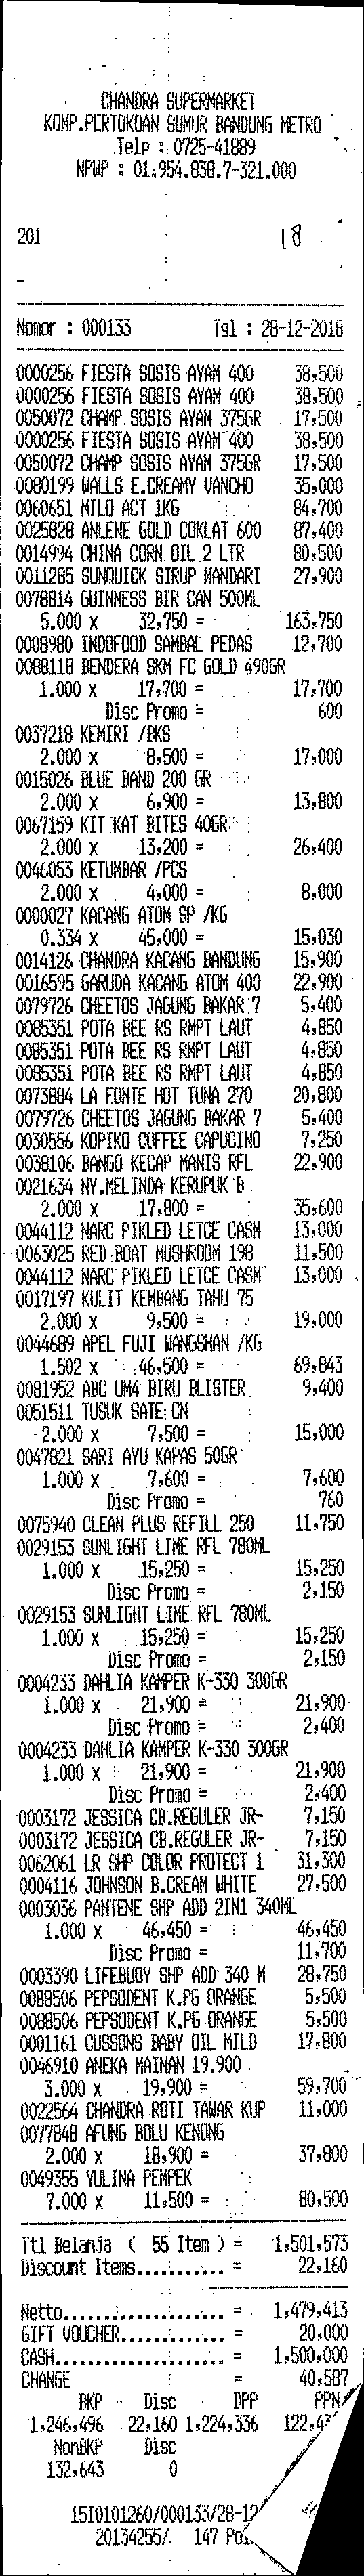 CHANDRA SUPERMARKET
KOMP.PERTOKOAN SUMUR BANDUNG METRO
Telp : 0725-41889
NPWP : 01.954.838.7-321.000
201 18
-
Nomor : 000133 Tgl : 28-12-2018
0000256 FIESTA SOSIS AYAM 400 38,500
0000256 FIESTA SOSIS AYAM 400 38,500
0050072 CHAMP SOSIS AYAM 375GR 17,500
0000256 FIESTA SOSIS AYAM 400 38,500
0050072 CHAMP SOSIS AYAM 375GR 17,500
0080199 WALLS E.CREAMY VANCHO 35,000
0060651 MILO ACT 1KG 84,700
0025828 ANLENE GOLD COKLAT 600 87,400
0014994 CHINA CORN OIL 2 LTR 80,500
0011285 SUNQUICK SIRUP MANDARI 27,900
0078814 GUINNESS BIR CAN 500ML
5.000 x 32,750 = 163,750
0008980 INDOFOOD SAMBAL PEDAS 12,700
0088118 BENDERA SKM FC GOLD 490GR
1.000 x 17,700 = 17,700
Disc Promo = 600
0037218 KEMIRI /BKS
2.000 x 8,500 = 17,000
0015026 BLUE BAND 200 GR
2.000 x 6,900 = 13,800
0067159 KIT KAT BITES 40GR
2.000 x 13,200 = 26,400
0046053 KETUMBAR /PCS
2.000 x 4,000 = 8,000
0000027 KACANG ATOM SP /KG
0.334 x 45,000 = 15,030
0014126 CHANDRA KACANG BANDUNG 15,900
0016595 GARUDA KACANG ATOM 400 22,900
0079726 CHEETOS JAGUNG BAKAR 7 5,400
0085351 POTA BEE RS RMPT LAUT 4,850
0085351 POTA BEE RS RMPT LAUT 4,850
0085351 POTA BEE RS RMPT LAUT 4,850
0073884 LA FONTE HOT TUNA 270 20,800
0079726 CHEETOS JAGUNG BAKAR 7 5,400
0030556 KOPIKO COFFEE CAPUCINO 7,250
0038106 BANGO KECAP MANIS RFL 22,900
0021634 NY.MELINDA KERUPUK B
2.000 x 17,800 = 35,600
0044112 NARC PIKLED LETCE CASM 13,000
0063025 RED BOAT MUSHROOM 198 11,500
0044112 NARC PIKLED LETCE CASM 13,000
0017197 KULIT KEMBANG TAHU 75
2.000 x 9,500 = 19,000
0044689 APEL FUJI WANGSHAN /KG
1.502 x 46,500 = 69,843
0081952 ABC UM4 BIRU BLISTER 9,400
0051511 TUSUK SATE CN
2.000 x 7,500 = 15,000
0047821 SARI AYU KAPAS 50GR
1.000 x 7,600 = 7,600
Disc Promo = 760
0075940 CLEAN PLUS REFILL 250 11,750
0029153 SUNLIGHT LIME RFL 780ML
1.000 x 15,250 = 15,250
Disc Promo = 2,150
0029153 SUNLIGHT LIME RFL 780ML
1.000 x 15,250 = 15,250
Disc Promo = 2,150
0004233 DAHLIA KAMPER K-330 300GR
1.000 x 21,900 = 21,900
Disc Promo = 2,400
0004233 DAHLIA KAMPER K-330 300GR
1.000 x 21,900 = 21,900
Disc Promo = 2,400
0003172 JESSICA CB.REGULER JR- 7,150
0003172 JESSICA CB.REGULER JR- 7,150
0062061 LR SHP COLOR PROTECT 1 31,300
0004116 JOHNSON B.CREAM WHITE 27,500
0003036 PANTENE SHP ADD 2IN1 340ML
1.000 x 46,450 = 46,450
Disc Promo = 11,700
0003390 LIFEBUOY SHP ADD 340 M 28,750
0088506 PEPSODENT K.PG ORANGE 5,500
0088506 PEPSODENT K.PG ORANGE 5,500
0001161 CUSSONS BABY OIL MILD 17,800
0046910 ANEKA MAINAN 19.900
3.000 x 19,900 = 59,700
0022564 CHANDRA ROTI TAWAR KUP 11,000
0077848 AFUNG BOLU KENONG
2.000 x 18,900 = 37,800
0049355 YULINA PEMPEK
7.000 x 11,500 = 80,500
Ttl Belanja ( 55 Item ) = 1,501,573
Discount Items........... = 22,160
Netto.................... = 1,479,413
GIFT VOUCHER............. = 20,000
CASH..................... = 1,500,000
CHANGE = 40,587
BKP Disc DPP PPN
1,246,496 22,160 1,224,336 122,43
NonBKP Disc
132,643 0
15I0101260/000133/28-12
20134255/ 147 Poi